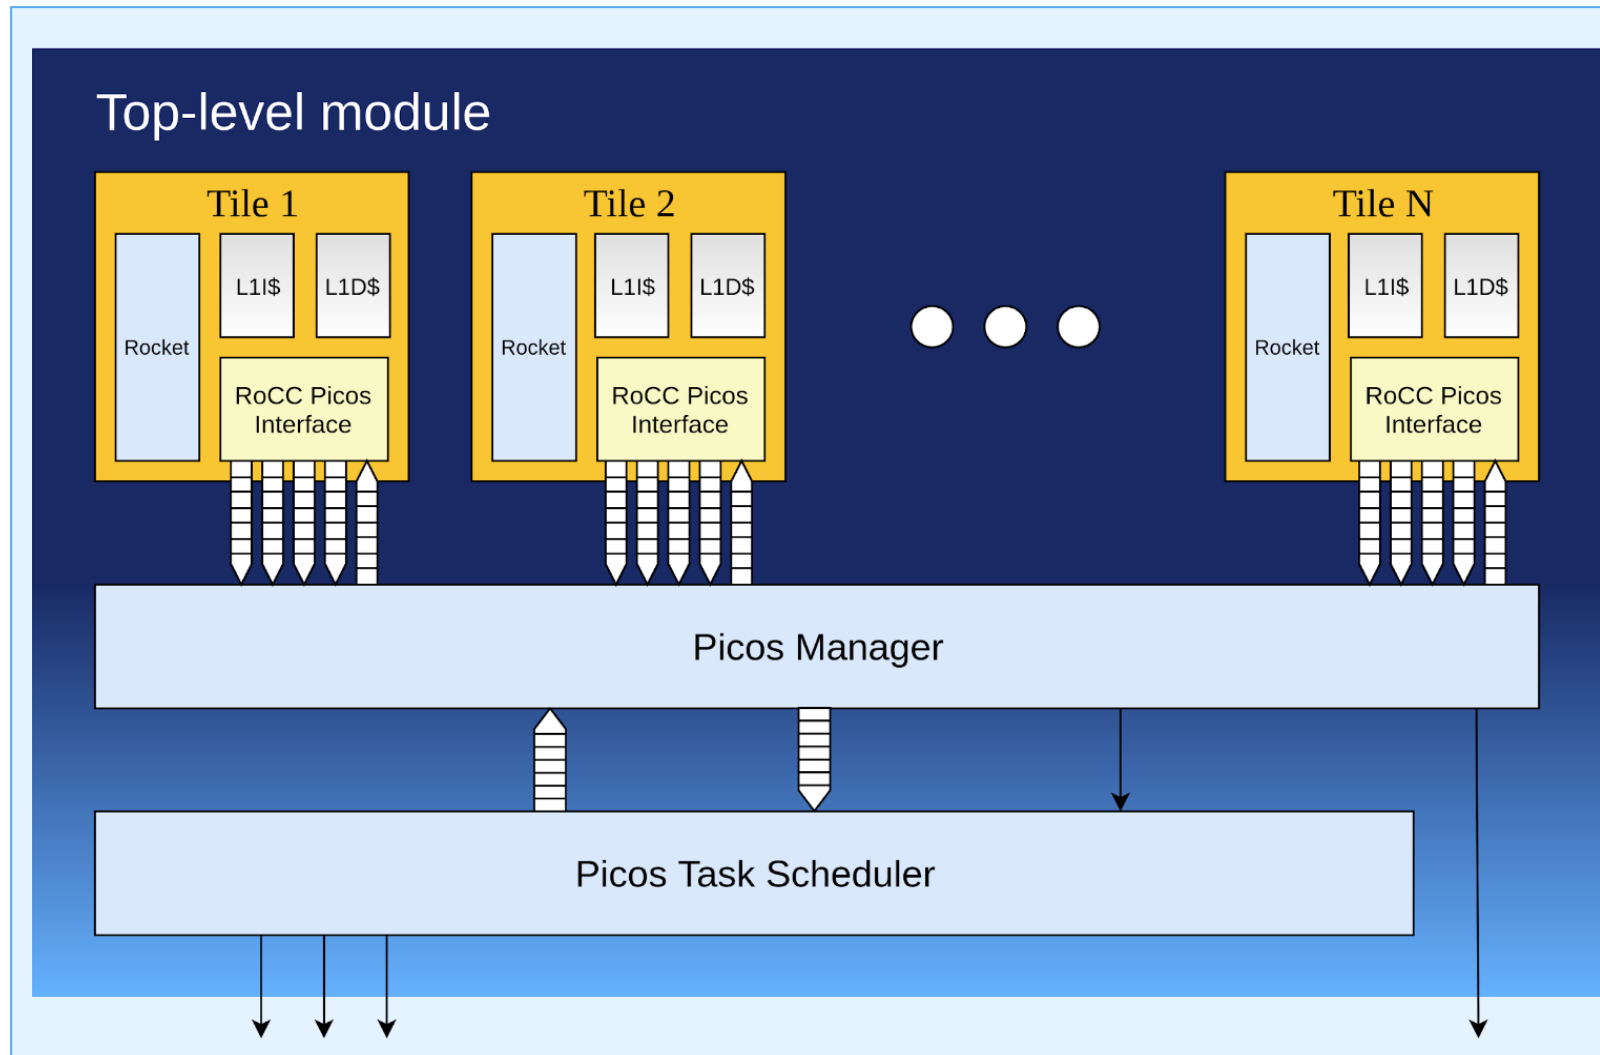 Top-level module
Tile 1
Rocket
L1I$
L1D$
RoCC Picos
Interface
Tile 2
Rocket
L1I$
L1D$
RoCC Picos
Interface
Tile N
Rocket
L1I$
L1D$
RoCC Picos
Interface
Picos Manager
Picos Task Scheduler